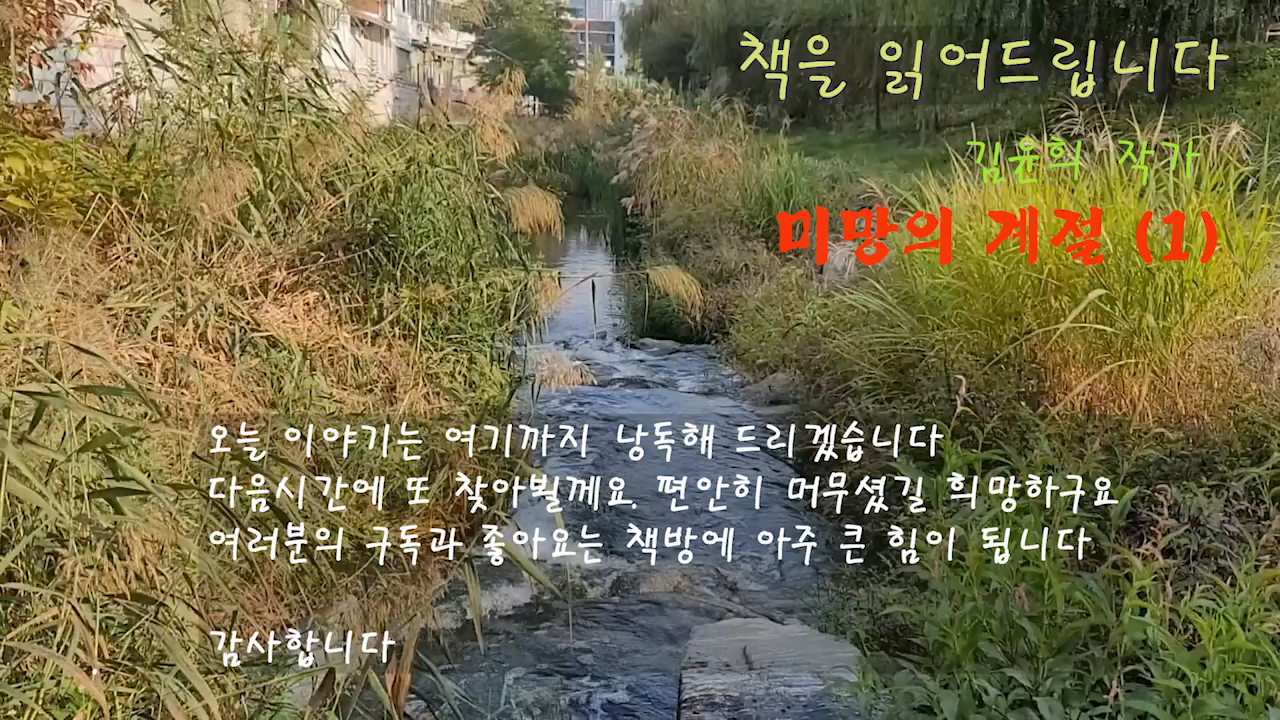 책을 읽어드립니다
김윤희 작가
미망의 계절 (1)
오늘 이야기는 여기까지 낭독해 드리겠습니다
다음시간에 또 찾아뵐께요. 편안히 머무셨길 희망하구요
여러분의 구독과 좋아요는 책방에 아주 큰 힘이 됩니다
감사합니다